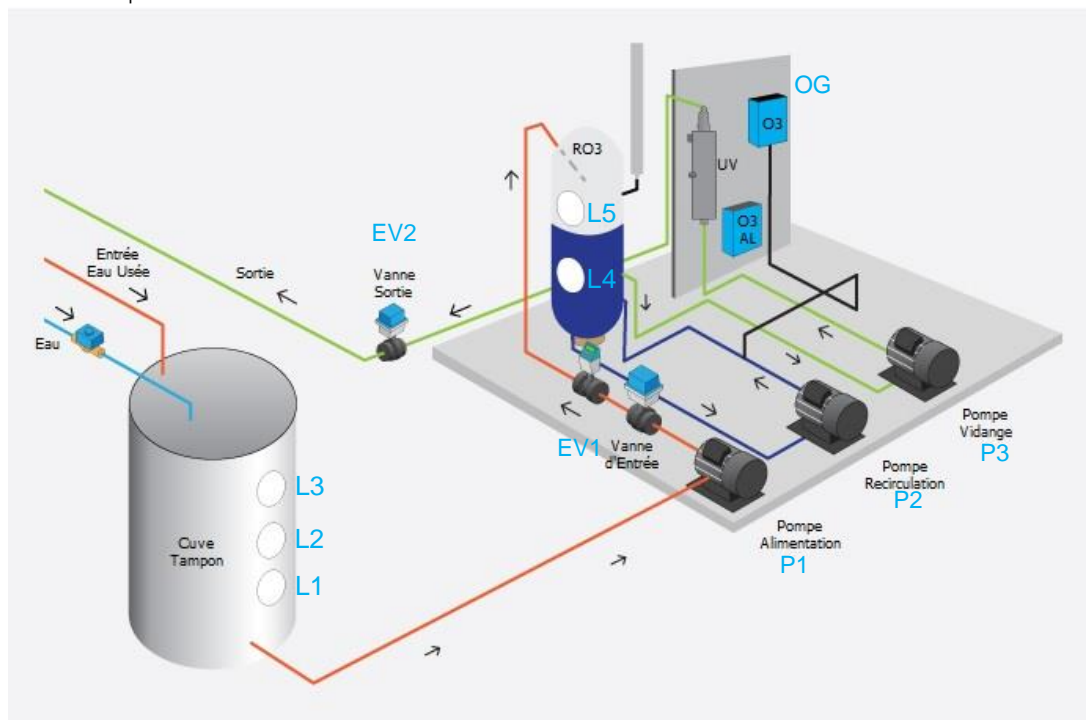 OG
O3
RO3
UV
L5
O3
AL
EV2
Entrée
Eau Usée
Sortie
Vanne
Sortie
L4
Eau
EV1
Vanne
d'Entrée
Pompe
Vidange
P3
Pompe
Recirculation
P2
Pompe
Alimentation
P1
L3
Cuve
Tampon
L2
L1